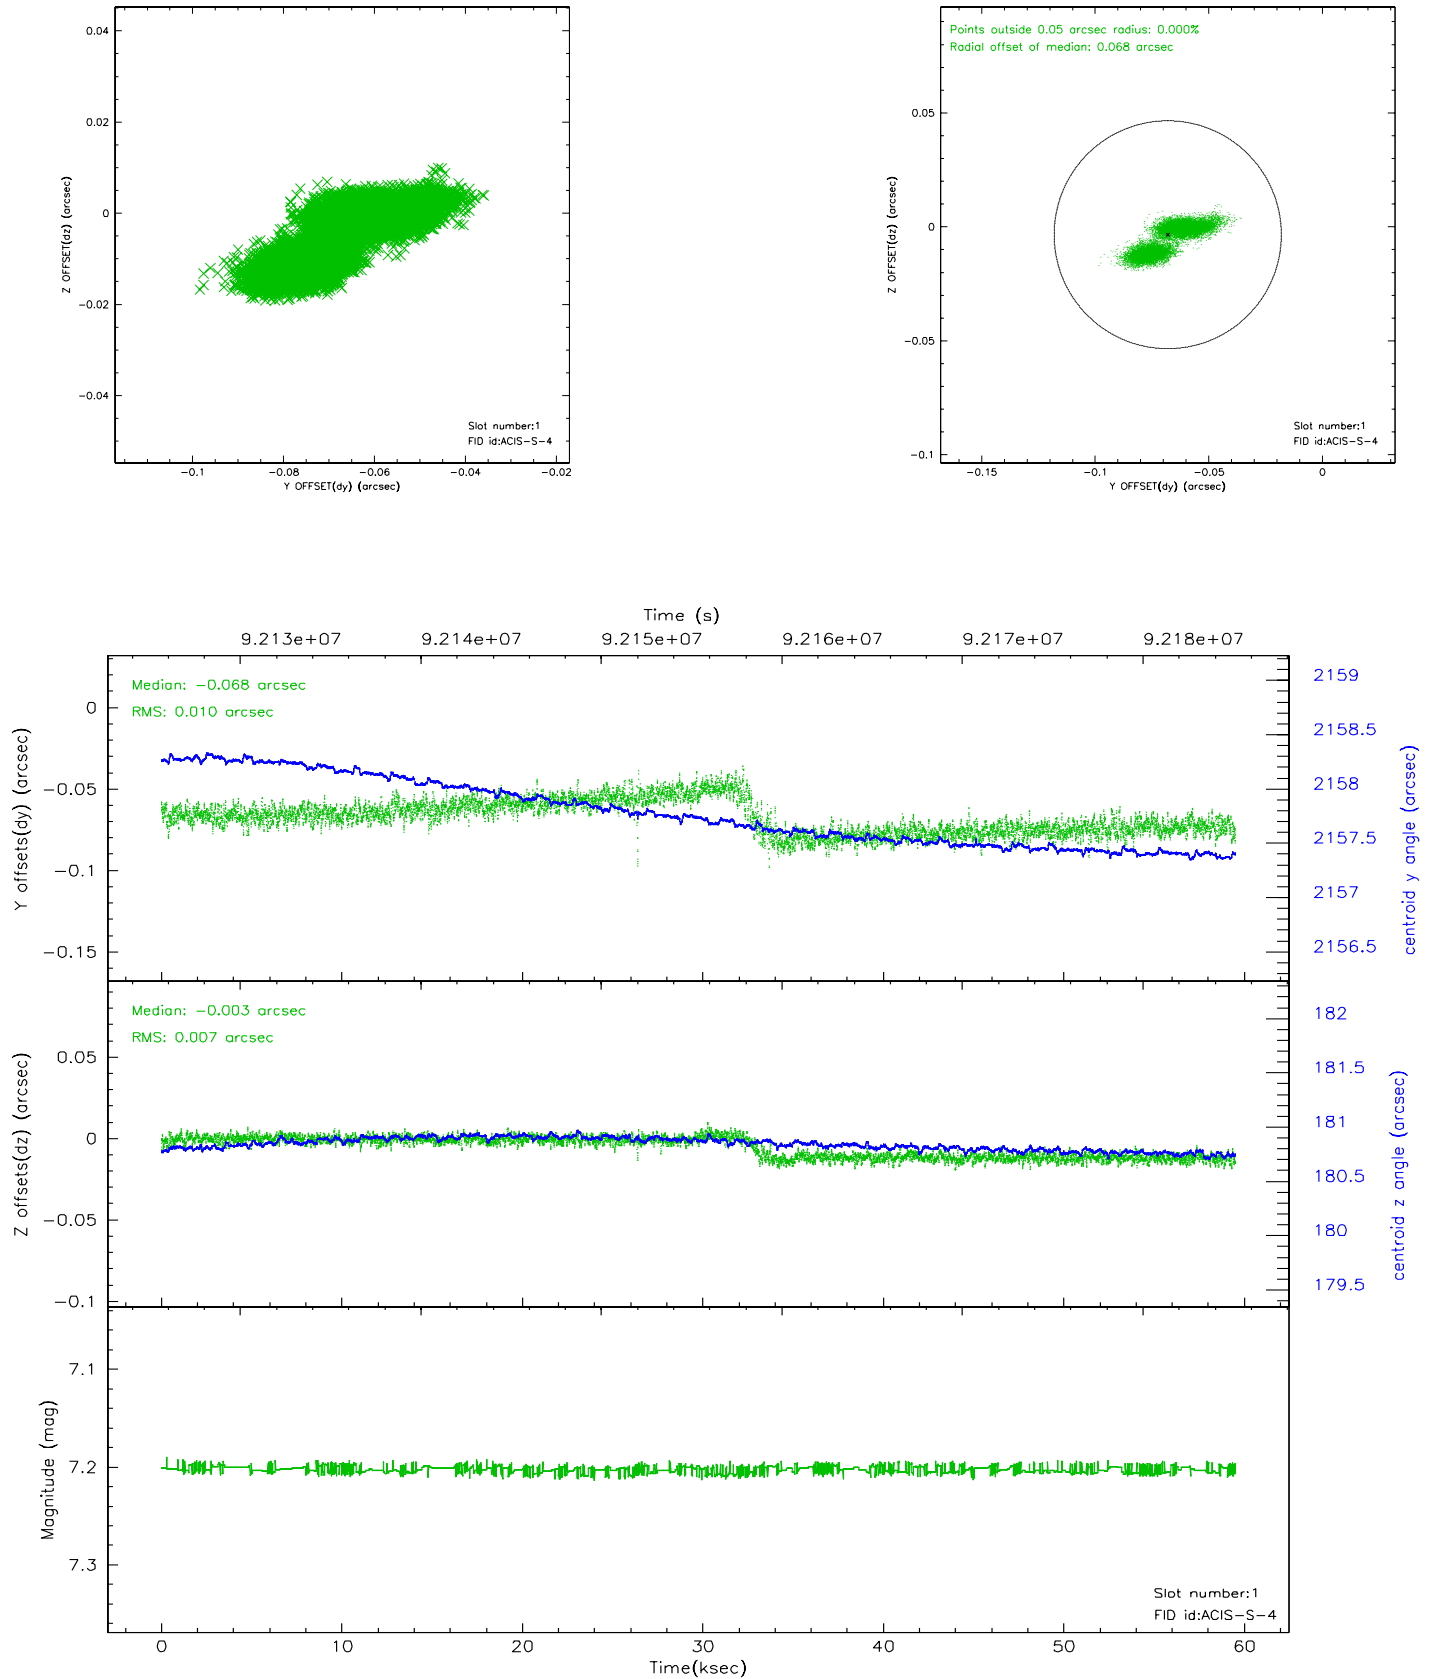 0.04
0.02
0
−0.02
−0.04
Z OFFSET(dz) (arcsec)
Slot number:1
FID id:ACIS−S−4
−0.1 −0.08 −0.06 −0.04 −0.02
Y OFFSET(dy) (arcsec)
Points outside 0.05 arcsec radius: 0.000%
Radial offset of median: 0.068 arcsec
0.05
0
−0.05
−0.1
Z OFFSET(dz) (arcsec)
Slot number:1
FID id:ACIS−S−4
−0.15 −0.1 −0.05 0
Y OFFSET(dy) (arcsec)
Time (s)
9.213e+07 9.214e+07 9.215e+07 9.216e+07 9.217e+07 9.218e+07
Median: −0.068 arcsec
RMS: 0.010 arcsec
0
−0.05
−0.1
−0.15
Y offsets(dy) (arcsec)
2159
2158.5
2158
2157.5
2157
2156.5
centroid y angle (arcsec)
Median: −0.003 arcsec
RMS: 0.007 arcsec
0.05
0
−0.05
−0.1
Z offsets(dz) (arcsec)
182
181.5
181
180.5
180
179.5
centroid z angle (arcsec)
7.1
7.2
7.3
Magnitude (mag)
Slot number:1
FID id:ACIS−S−4
0 10 20 30 40 50 60
Time(ksec)